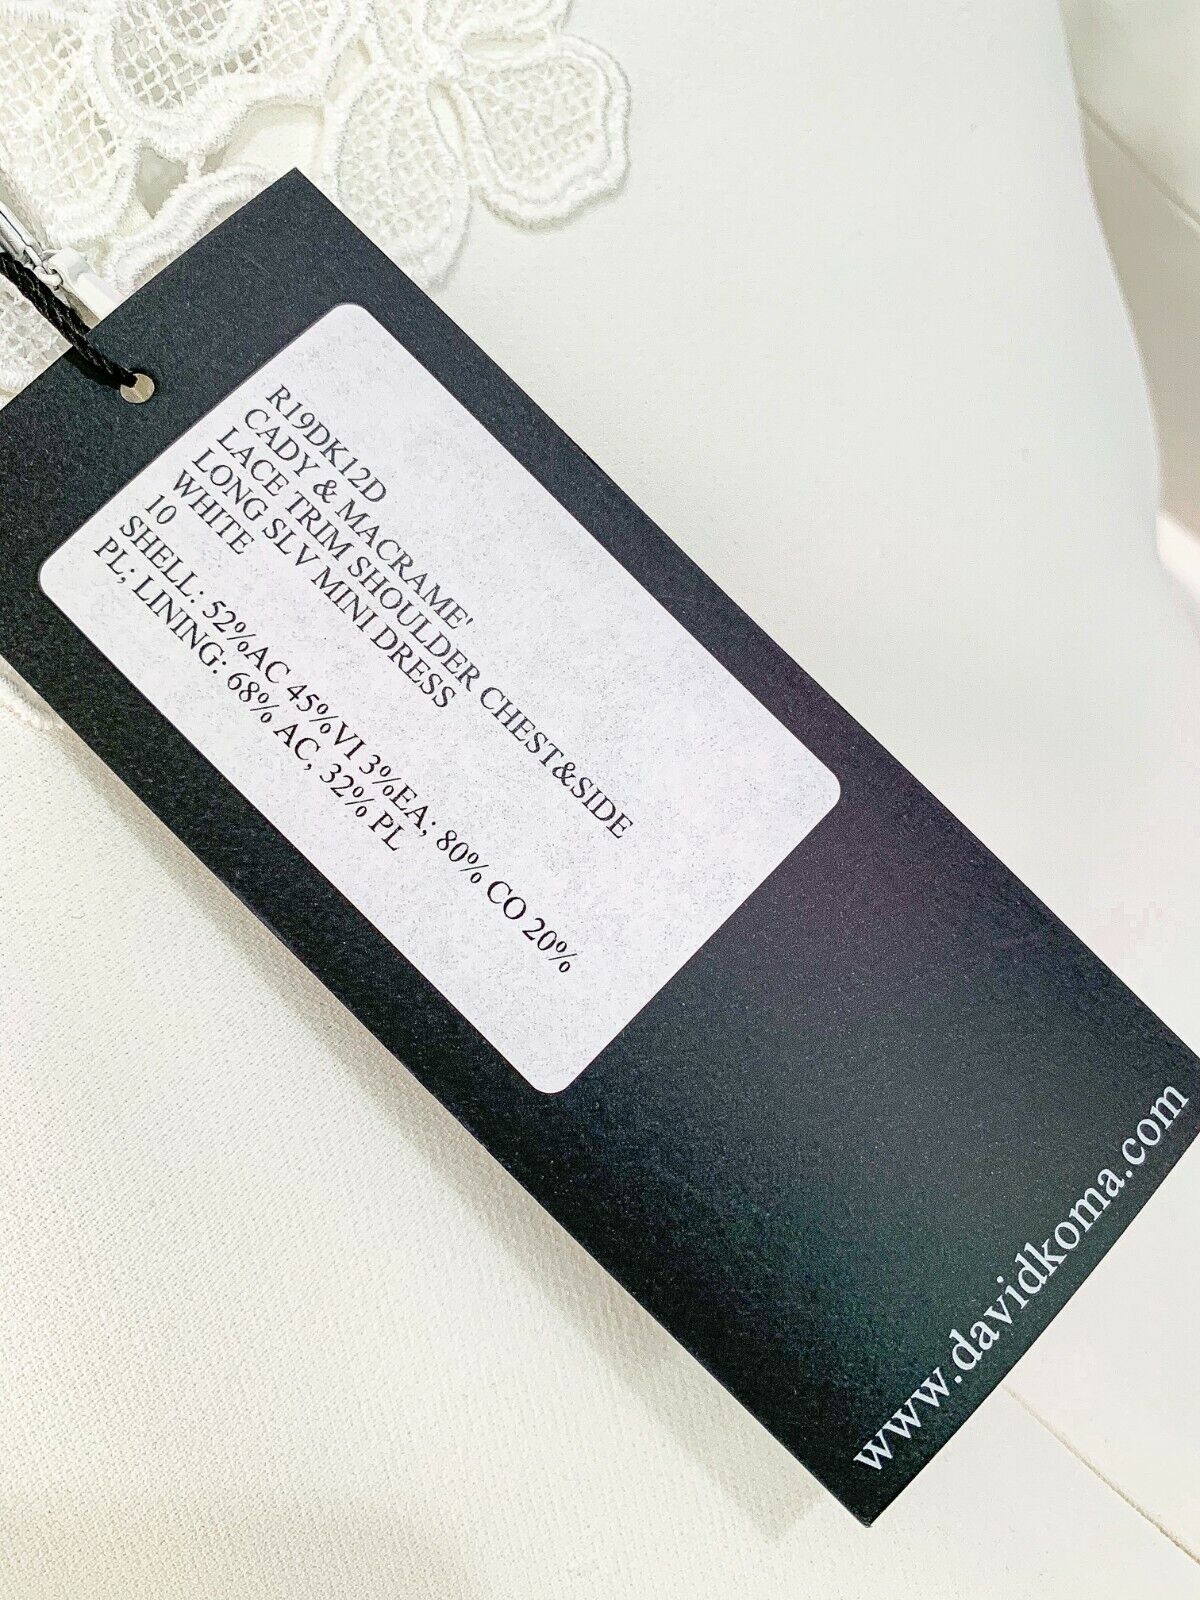 R19DK12D
CADY & MACRAME'
LACE TRIM SHOULDER CHEST&SIDE
LONG SLV MINI DRESS
WHITE
10
SHELL: 52%AC 45%VI 3%EA; 80% CO 20%
PL; LINING: 68% AC, 32% PL
www.davidkoma.com